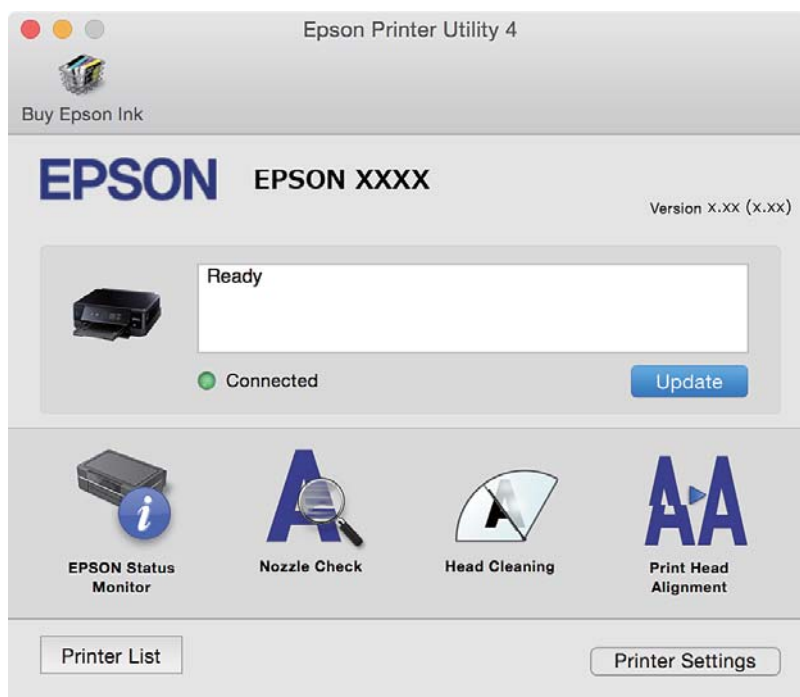 Epson Printer Utility 4
Buy Epson Ink
EPSON
EPSON XXXX
Version x.xx (x.xx)
Ready
Connected
Update
EPSON Status
Monitor
Nozzle Check
Head Cleaning
Print Head
Alignment
Printer List
Printer Settings